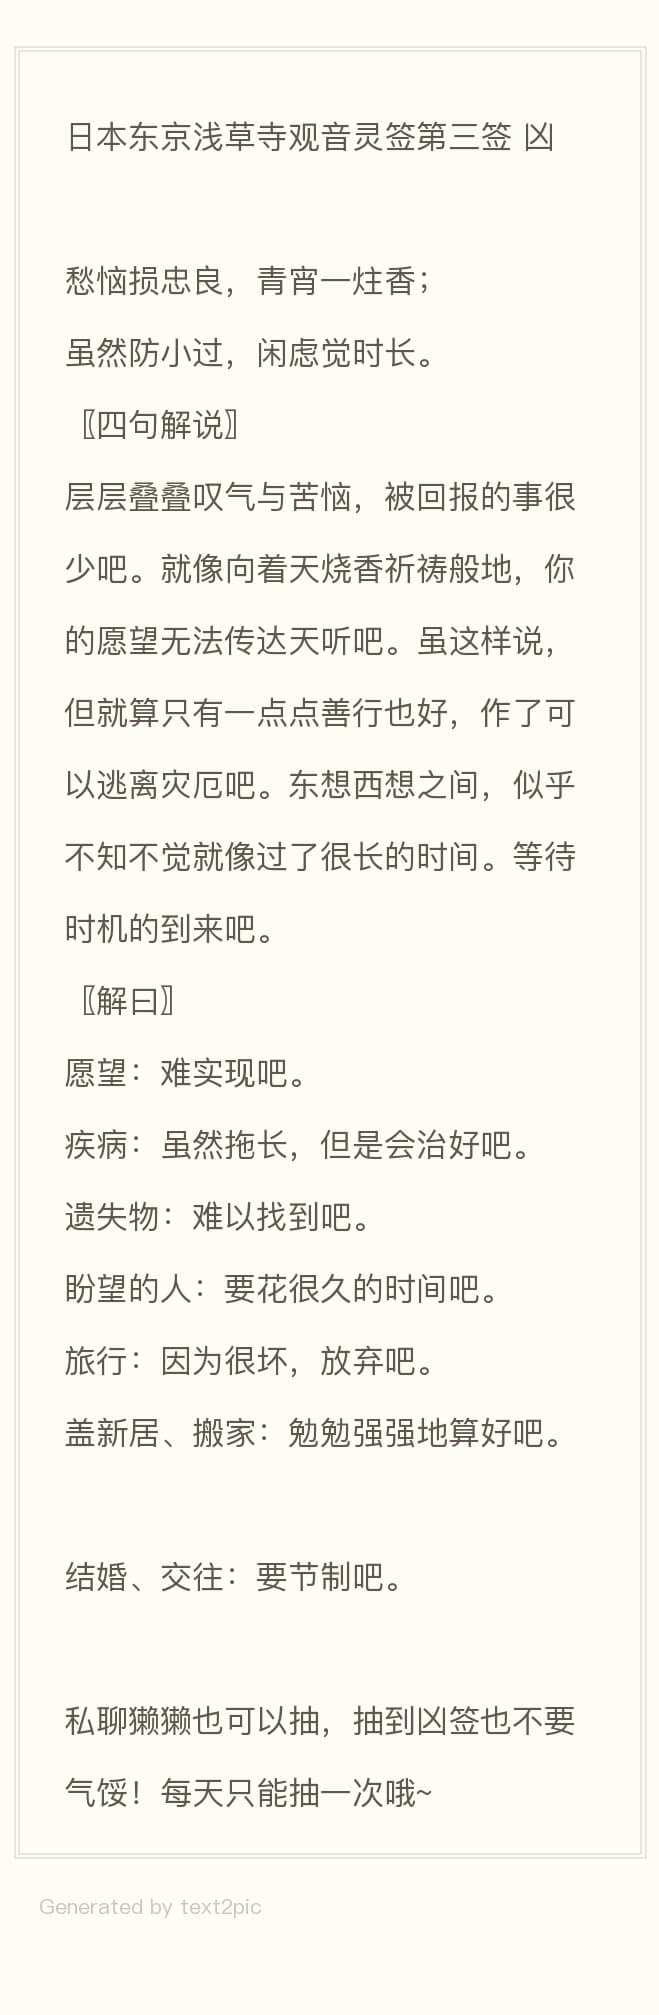 日本东京浅草寺观音灵签第三签 凶
愁恼损忠良，青宵一炷香；
虽然防小过，闲虑觉时长。
〖四句解说〗
层层叠叠叹气与苦恼，被回报的事很
少吧。就像向着天烧香祈祷般地，你
的愿望无法传达天听吧。虽这样说，
但就算只有一点点善行也好，作了可
以逃离灾厄吧。东想西想之间，似乎
不知不觉就像过了很长的时间。等待
时机的到来吧。
〖解曰〗
愿望：难实现吧。
疾病：虽然拖长，但是会治好吧。
遗失物：难以找到吧。
盼望的人：要花很久的时间吧。
旅行：因为很坏，放弃吧。
盖新居、搬家：勉勉强强地算好吧。
结婚、交往：要节制吧。
私聊獭獭也可以抽，抽到凶签也不要
气馁！每天只能抽一次哦~
Generated by text2pic